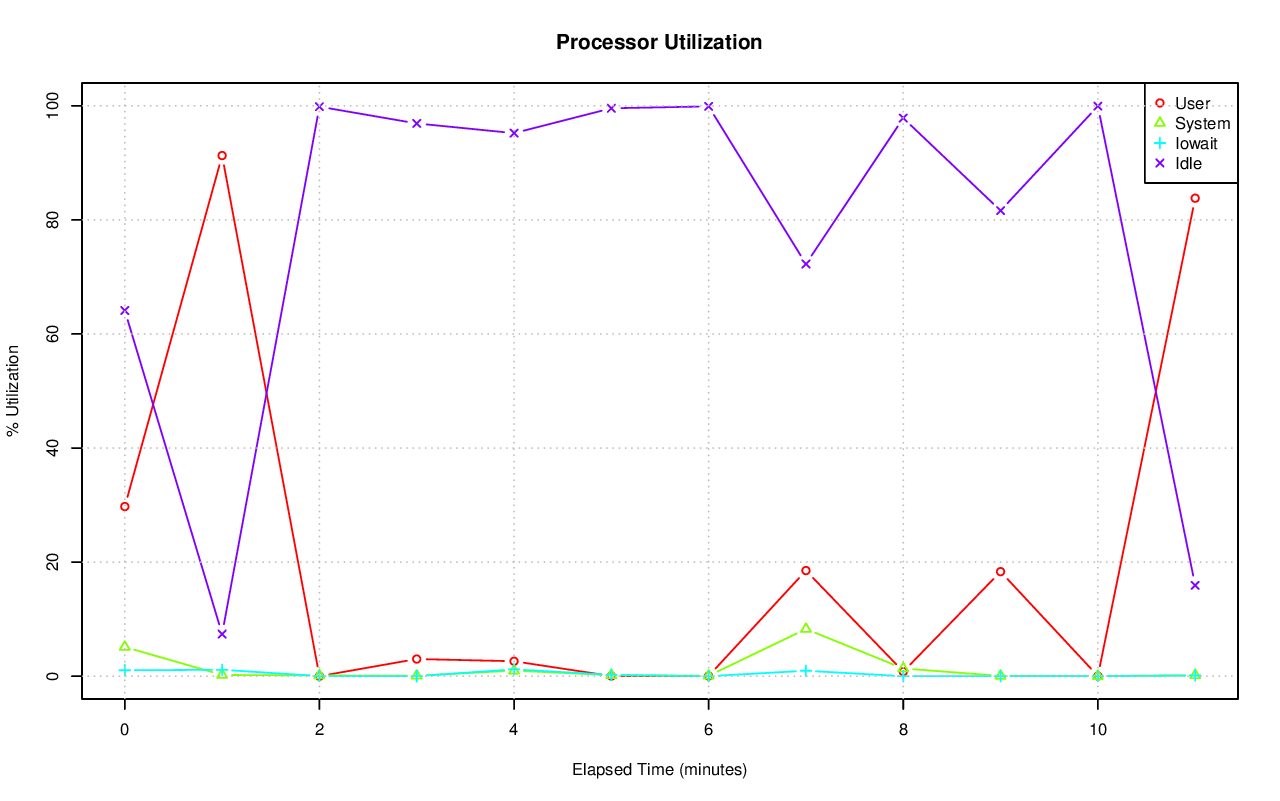 Processor Utilization
% Utilization
100
80
60
40
20
0
User
System
Iowait
Idle
0 2 4 6 8 10
Elapsed Time (minutes)